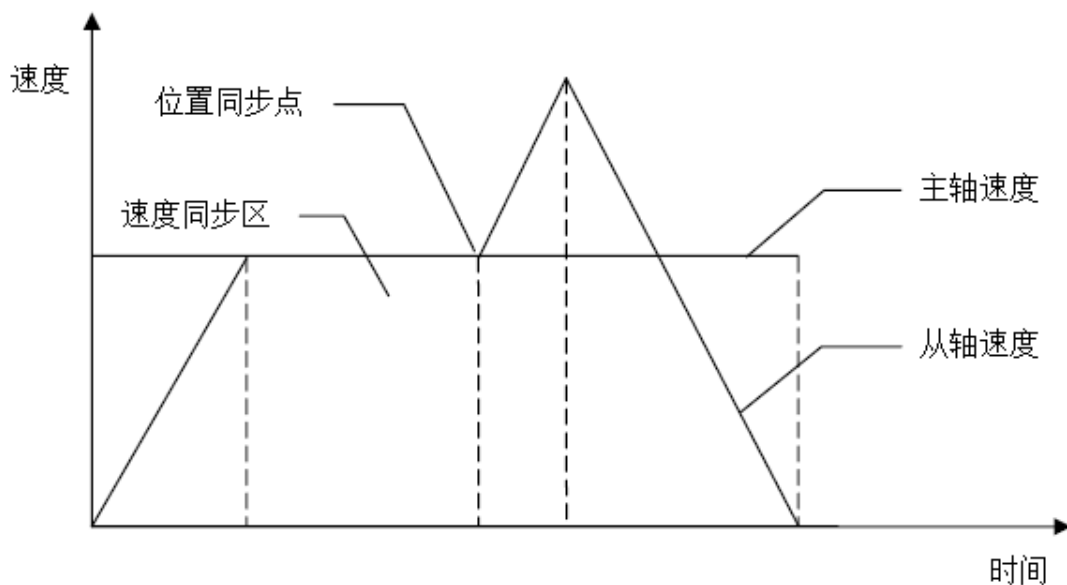 速度
位置同步点
速度同步区
主轴速度
从轴速度
时间